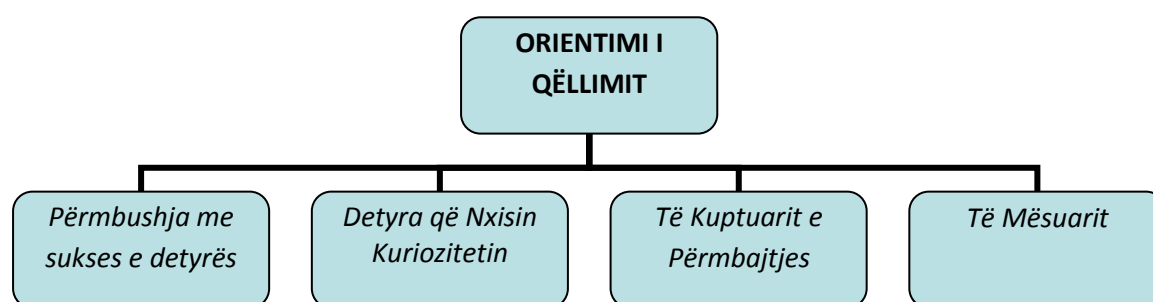 ORIENTIMI I
QËLLIMIT
Përmbushja me
sukses e detyrës
Detyra që Nxisin
Kuriozitetin
Të Kuptuarit e
Përmbajtjes
Të Mësuarit